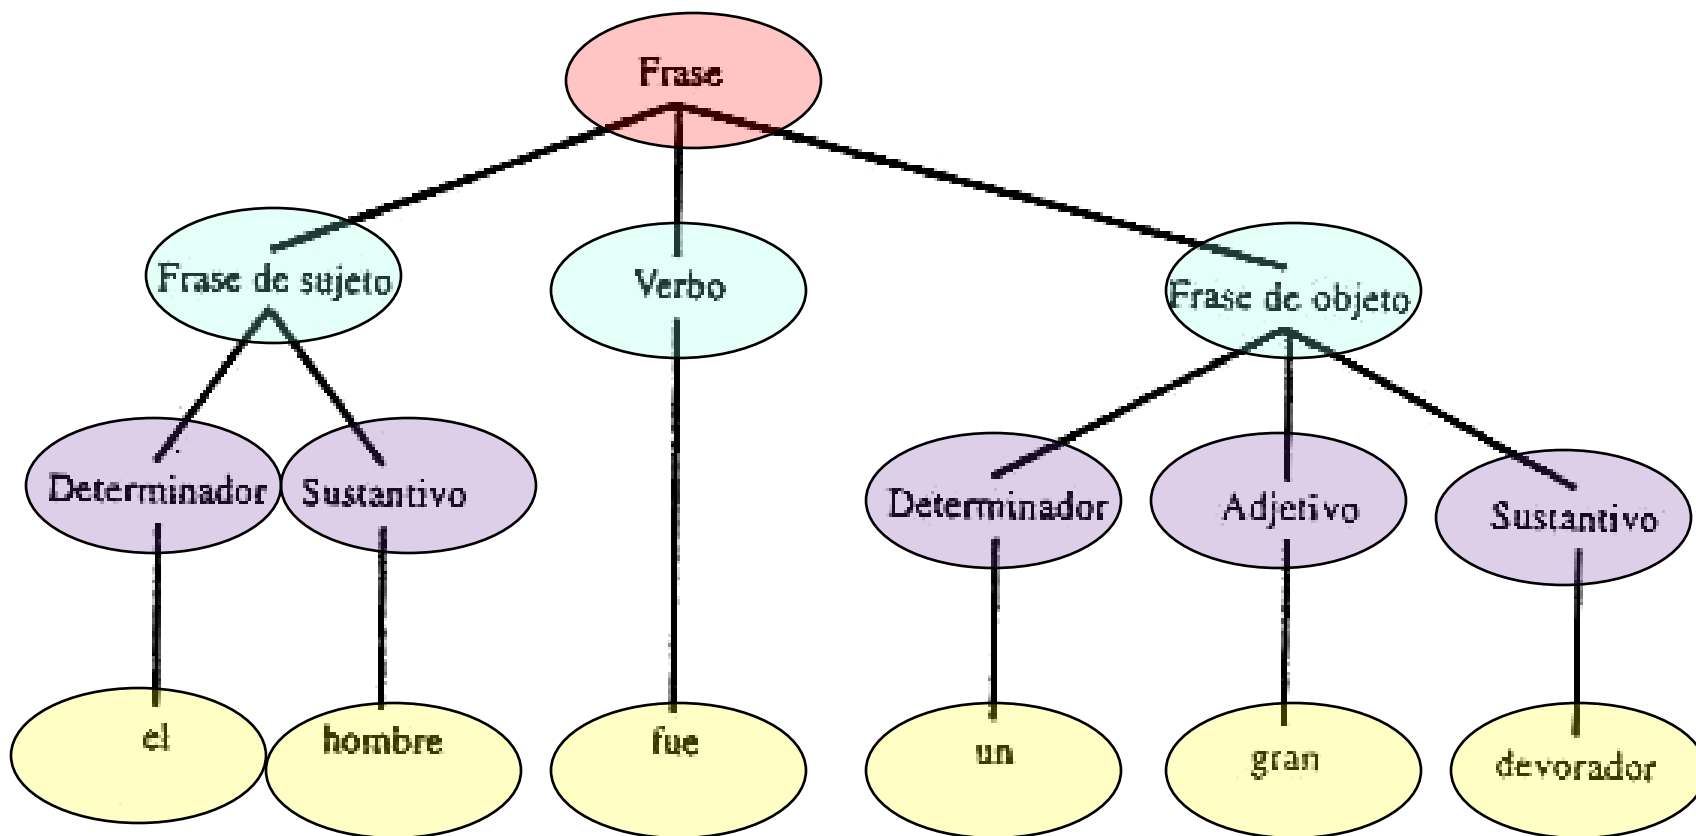 Frase
Frase de sujeto
Verbo
Frase de objeto
Determinador
Sustantivo
Determinador
Adjetivo
Sustantivo
el
hombre
fue
un
gran
devorador